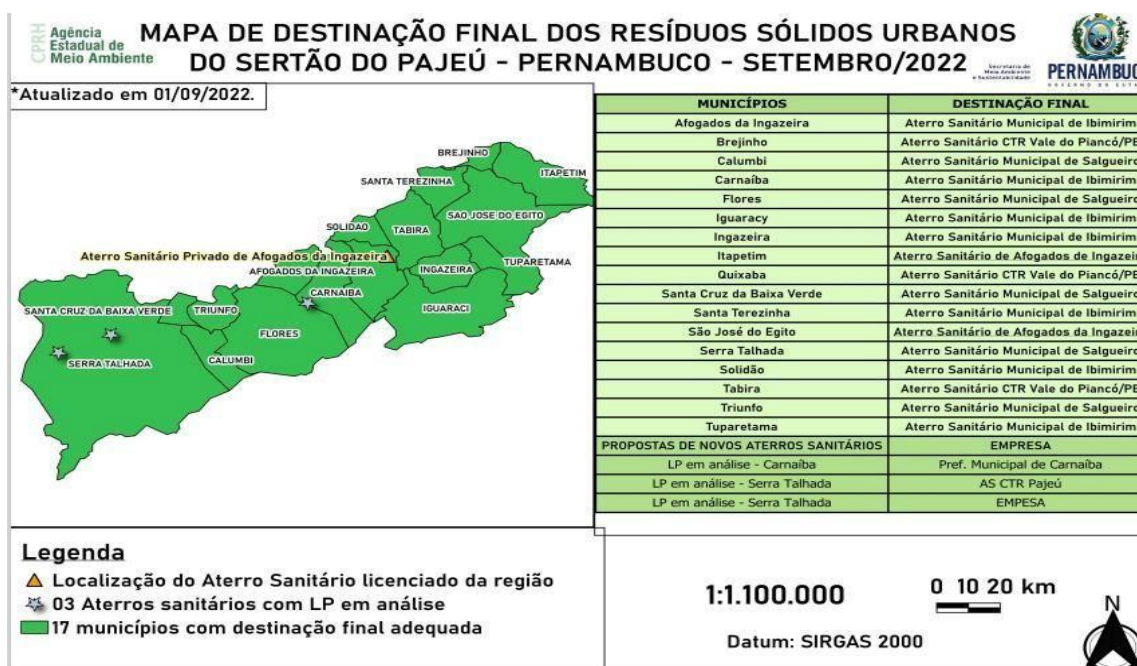 CPRH
Agência
Estadual de
Meio Ambiente
MAPA DE DESTINAÇÃO FINAL DOS RESÍDUOS SÓLIDOS URBANOS
DO SERTÃO DO PAJEÚ - PERNAMBUCO - SETEMBRO/2022
Secretaria de
Meio Ambiente
e Sustentabilidade
PERNAMBUC
GOVERNO DO ESTA
*Atualizado em 01/09/2022.
BREJINHO
ITAPETIM
SANTA TEREZINHA
SAO JOSE DO EGITO
SOLIDAO
TABIRA
Aterro Sanitário Privado de Afogados da Ingazeira
TUPARETAMA
AFOGADOS DA INGAZEIRA
INGAZEIRA
CARNAIBA
IGUARACI
SANTA CRUZ DA BAIXA VERDE
TRIUNFO
FLORES
CALUMBI
SERRA TALHADA
MUNICÍPIOS DESTINAÇÃO FINAL
Afogados da Ingazeira Aterro Sanitário Municipal de Ibimirim
Brejinho Aterro Sanitário CTR Vale do Piancó/PB
Calumbi Aterro Sanitário Municipal de Salgueiro
Carnaíba Aterro Sanitário Municipal de Ibimirim
Flores Aterro Sanitário Municipal de Salgueiro
Iguaracy Aterro Sanitário Municipal de Ibimirim
Ingazeira Aterro Sanitário Municipal de Ibimirim
Itapetim Aterro Sanitário de Afogados de Ingazeir
Quixaba Aterro Sanitário CTR Vale do Piancó/PB
Santa Cruz da Baixa Verde Aterro Sanitário Municipal de Salgueiro
Santa Terezinha Aterro Sanitário Municipal de Ibimirim
São José do Egito Aterro Sanitário de Afogados da Ingazeir
Serra Talhada Aterro Sanitário Municipal de Salgueiro
Solidão Aterro Sanitário Municipal de Ibimirim
Tabira Aterro Sanitário CTR Vale do Piancó/PB
Triunfo Aterro Sanitário Municipal de Salgueiro
Tuparetama Aterro Sanitário Municipal de Ibimirim
PROPOSTAS DE NOVOS ATERROS SANITÁRIOS EMPRESA
LP em análise - Carnaíba Pref. Municipal de Carnaíba
LP em análise - Serra Talhada AS CTR Pajeú
LP em análise - Serra Talhada EMPESA
Legenda
Localização do Aterro Sanitário licenciado da região
03 Aterros sanitários com LP em análise
17 municípios com destinação final adequada
1:1.100.000
0 10 20 km
Datum: SIRGAS 2000
N